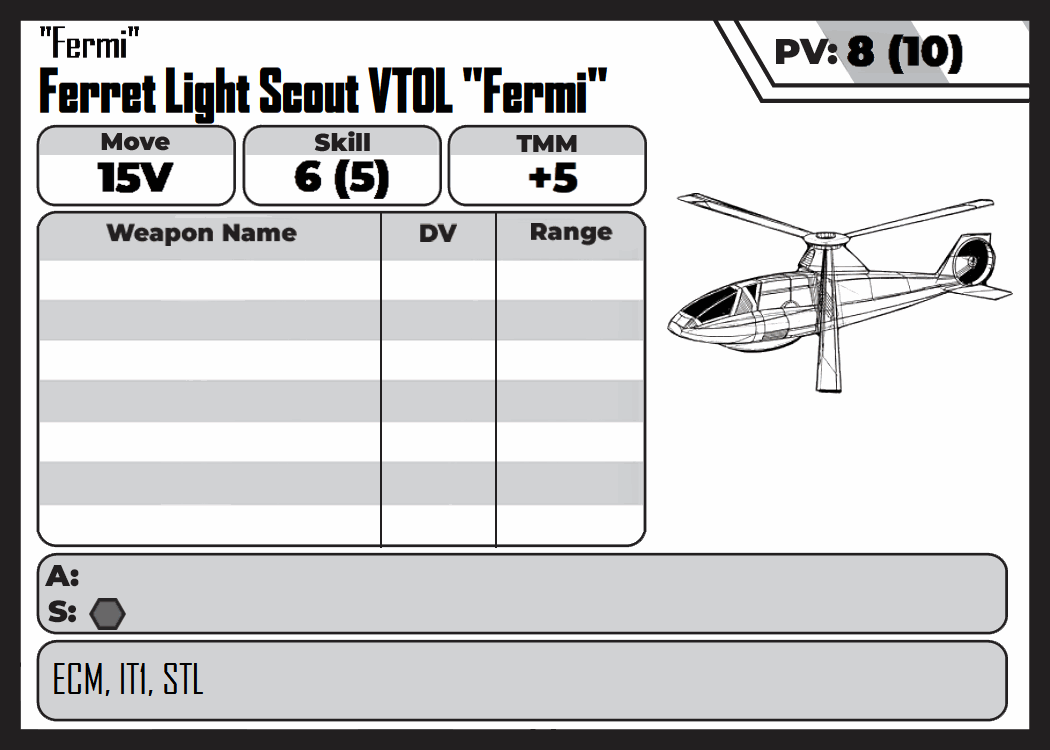 "Fermi"
PV: 8 (10)
Ferret Light Scout VTOL "Fermi"
Move Skill TMM
15V 6 (5) +5
Weapon Name DV Range
A:
S:
ECM, IT1, STL